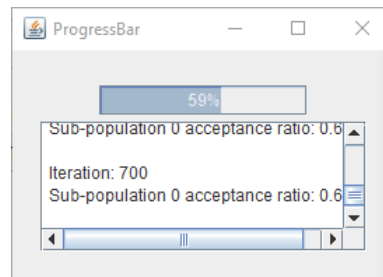 ProgressBar
59%
Sub-population 0 acceptance ratio: 0.6
Iteration: 700
Sub-population 0 acceptance ratio: 0.6